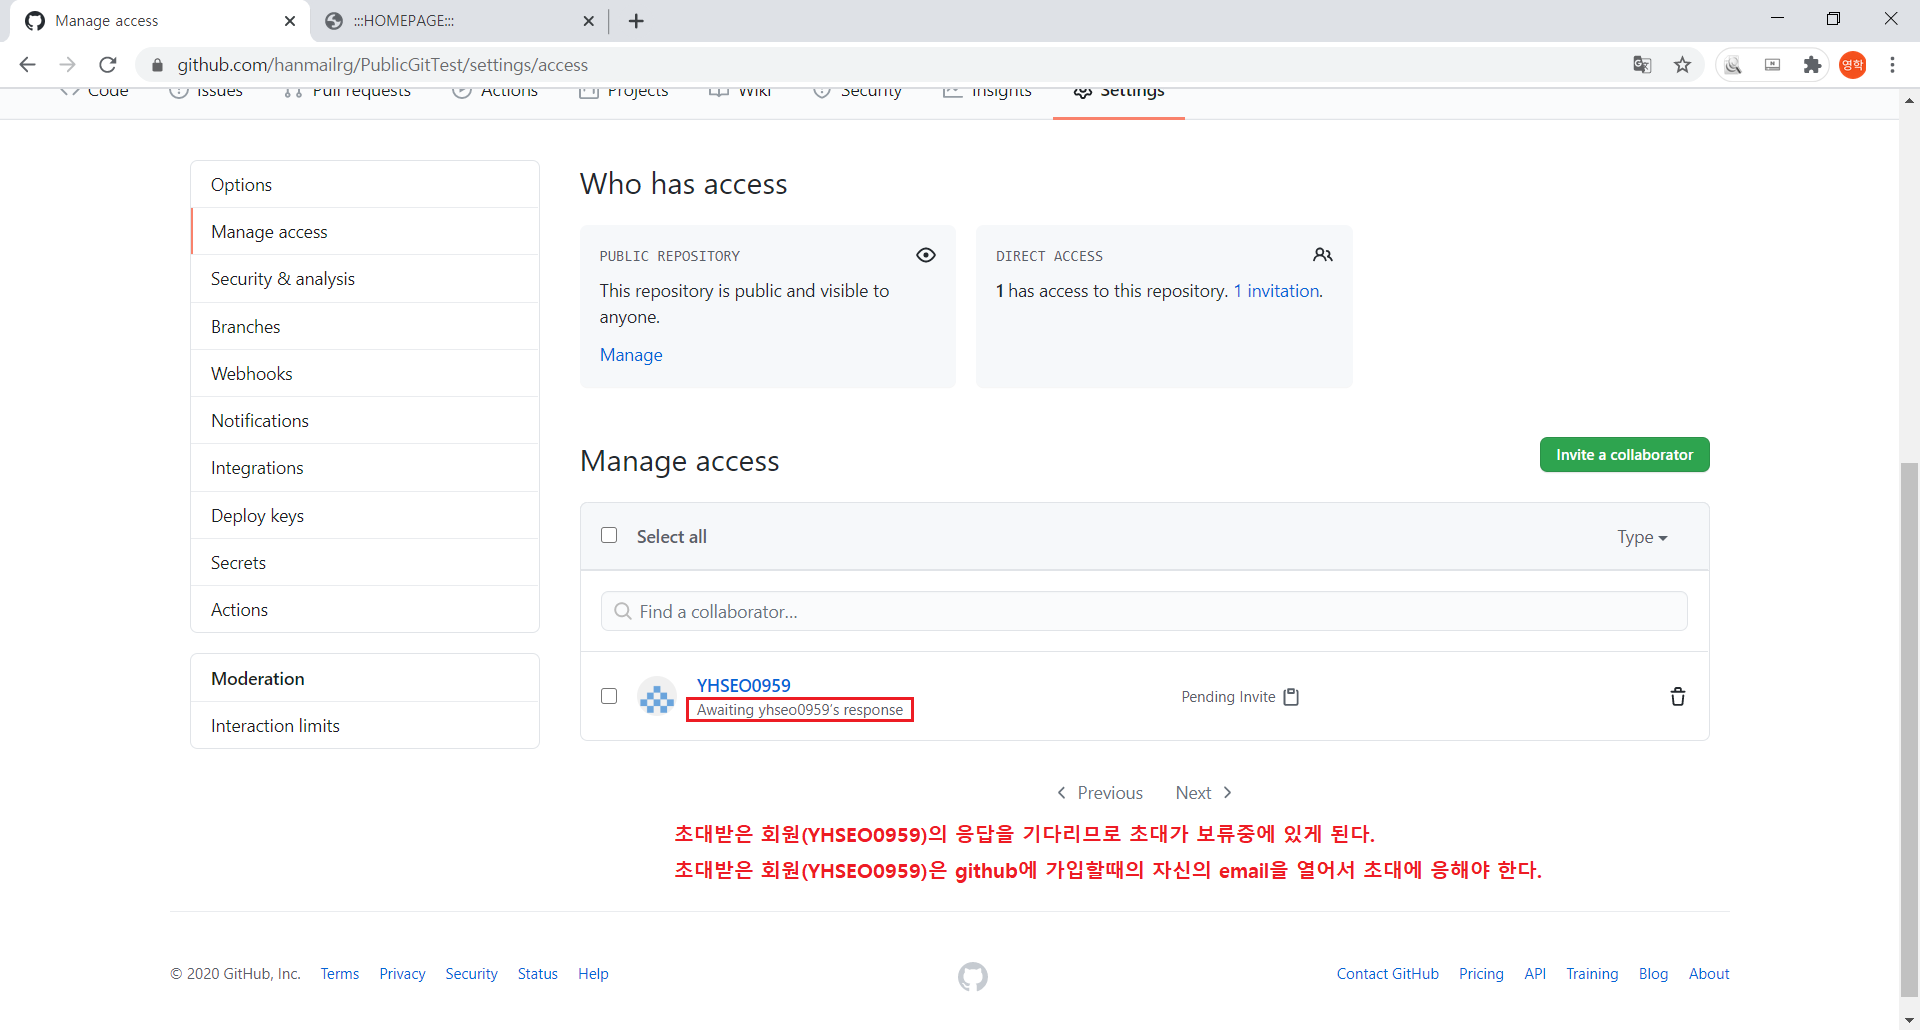 Manage access
:::HOMEPAGE:::
github.com/hanmailrg/PublicGitTest/settings/access
영학
Code Issues Pull requests Actions Projects Wiki Security Insights Settings
Options
Manage access
Security & analysis
Branches
Webhooks
Notifications
Integrations
Deploy keys
Secrets
Actions
Moderation
Interaction limits
Who has access
PUBLIC REPOSITORY
This repository is public and visible to
anyone.
Manage
DIRECT ACCESS
1 has access to this repository. 1 invitation.
Manage access
Invite a collaborator
Select all
Type
Find a collaborator...
YHSEO0959
Awaiting yhseo0959's response
Pending Invite
Previous Next
초대받은 회원(YHSEO0959)의 응답을 기다리므로 초대가 보류중에 있게 된다.
초대받은 회원(YHSEO0959)은 github에 가입할때의 자신의 email을 열어서 초대에 응해야 한다.
© 2020 GitHub, Inc. Terms Privacy Security Status Help
Contact GitHub Pricing API Training Blog About